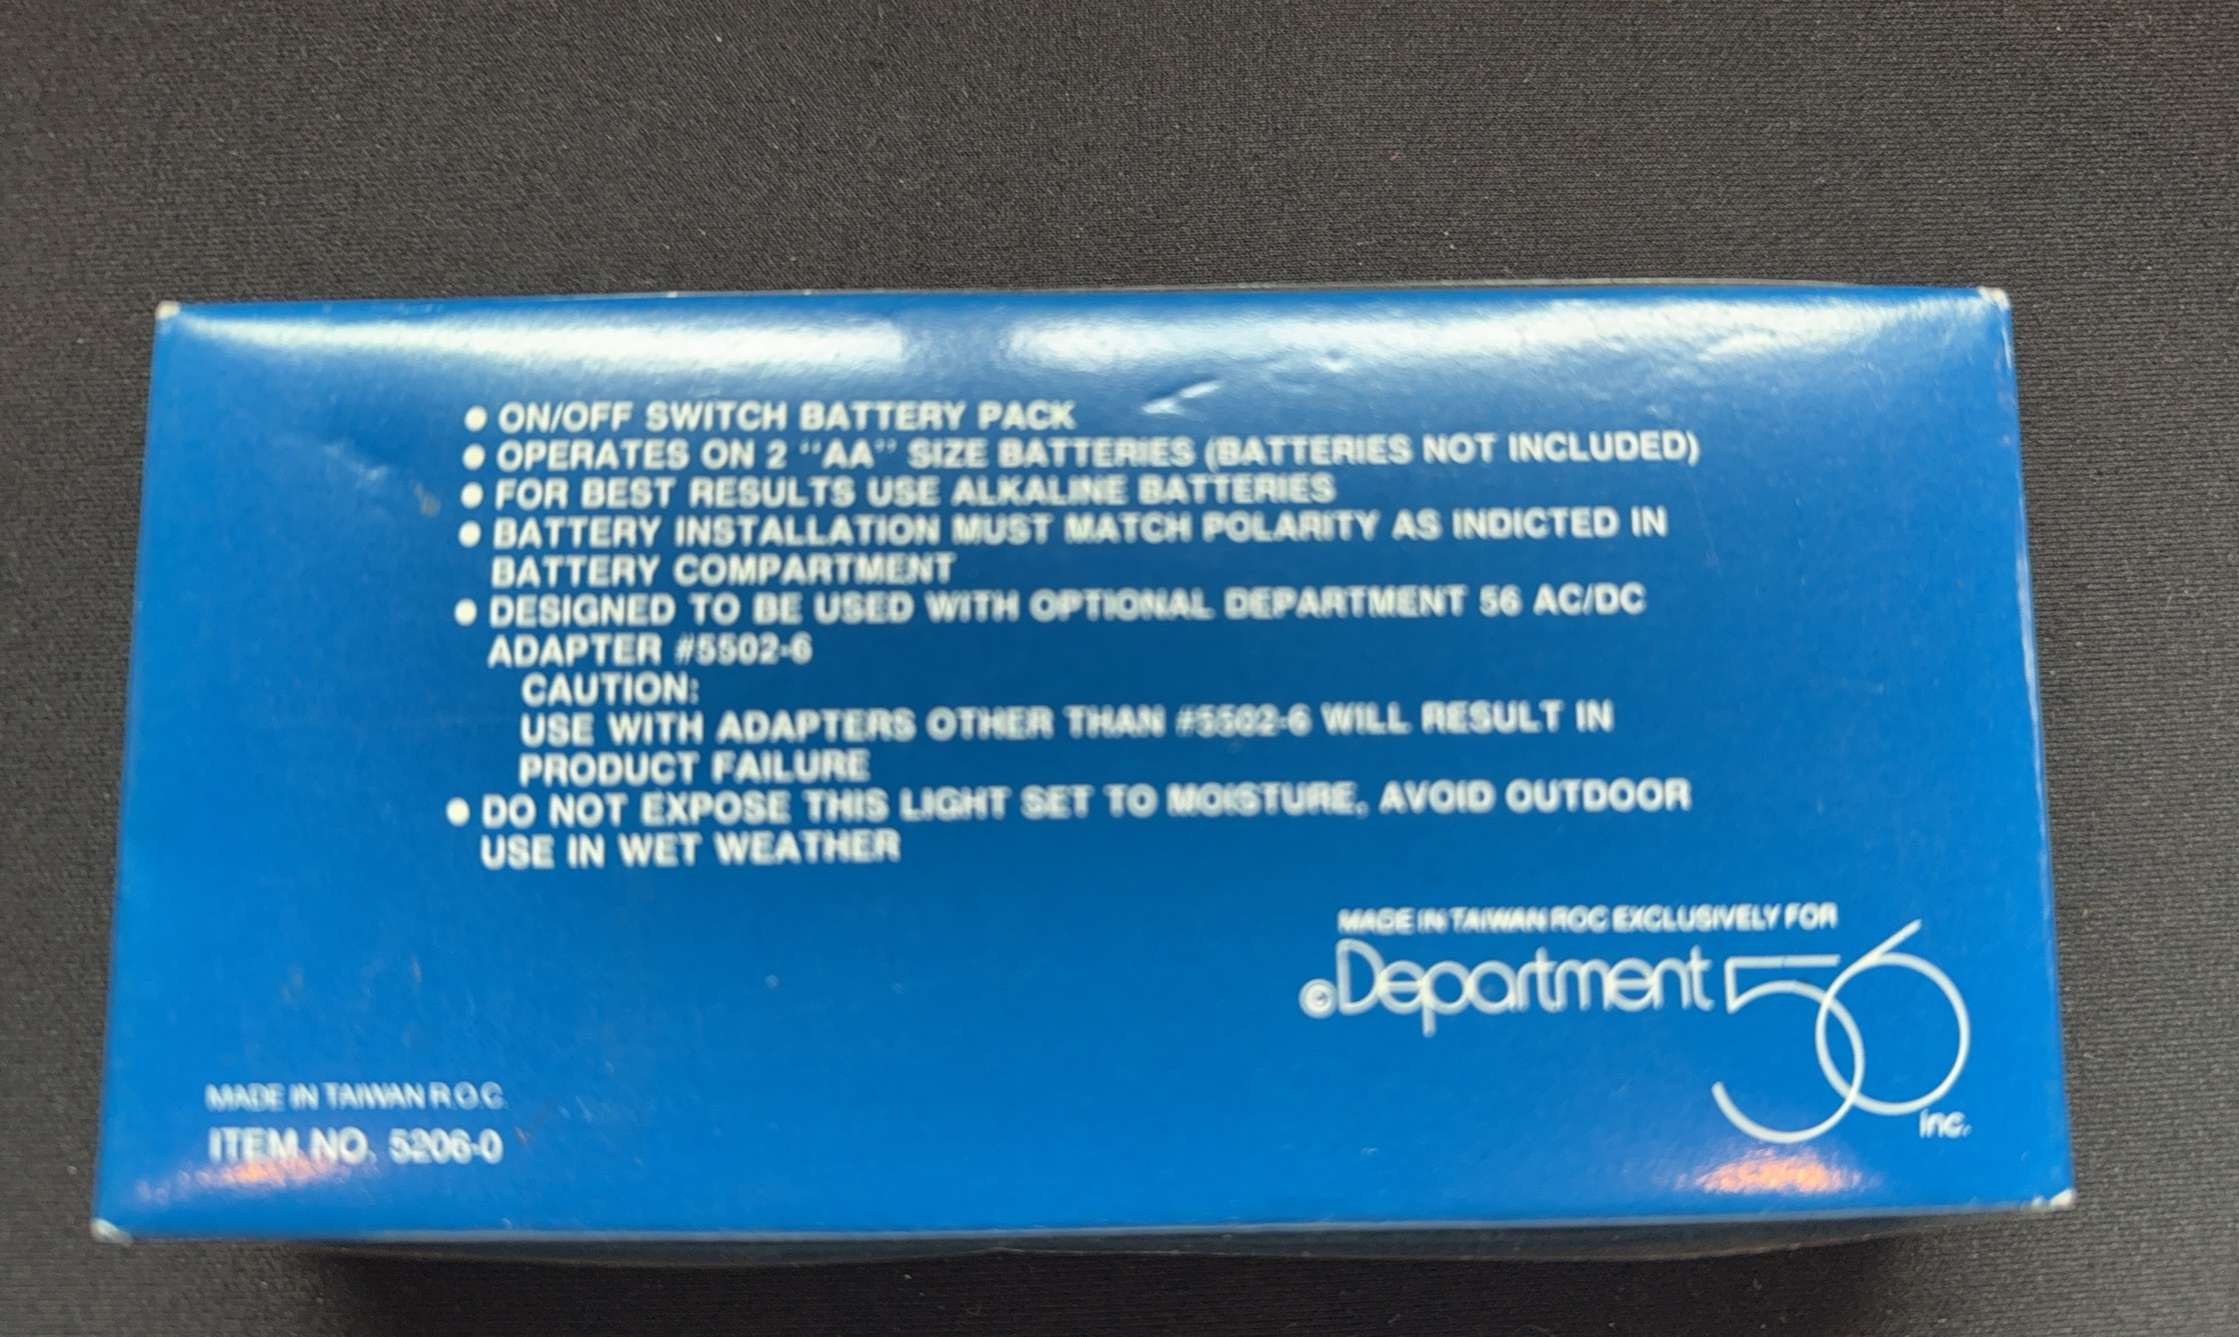 ● ON/OFF SWITCH BATTERY PACK
● OPERATES ON 2 "AA" SIZE BATTERIES (BATTERIES NOT INCLUDED)
● FOR BEST RESULTS USE ALKALINE BATTERIES
● BATTERY INSTALLATION MUST MATCH POLARITY AS INDICTED IN
BATTERY COMPARTMENT
● DESIGNED TO BE USED WITH OPTIONAL DEPARTMENT 56 AC/DC
ADAPTER #5502-6
CAUTION:
USE WITH ADAPTERS OTHER THAN #5502-6 WILL RESULT IN
PRODUCT FAILURE
● DO NOT EXPOSE THIS LIGHT SET TO MOISTURE, AVOID OUTDOOR
USE IN WET WEATHER
MADE IN TAIWAN ROC EXCLUSIVELY FOR
©Department 56
inc.
MADE IN TAIWAN R.O.C.
ITEM NO. 5206-0